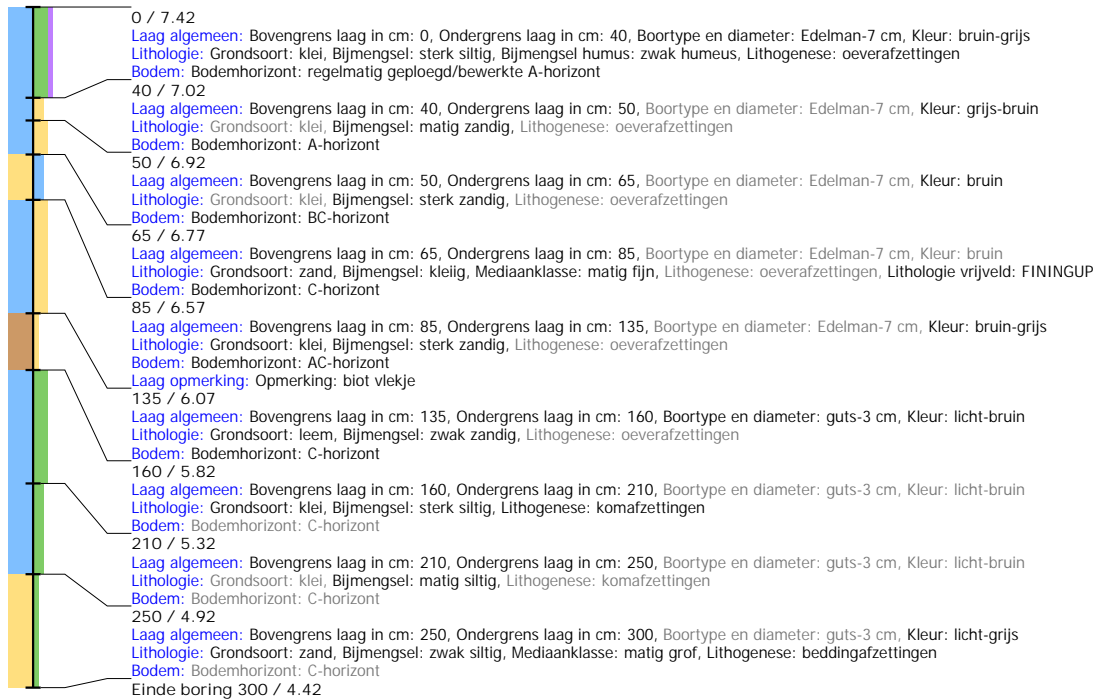 0 / 7.42
Laag algemeen: Bovengrens laag in cm: 0, Ondergrens laag in cm: 40, Boortype en diameter: Edelman-7 cm, Kleur: bruin-grijs
Lithologie: Grondsoort: klei, Bijmengsel: sterk siltig, Bijmengsel humus: zwak humeus, Lithogenese: oeverafzettingen
Bodem: Bodemhorizont: regelmatig geploegd/bewerkte A-horizont
40 / 7.02
Laag algemeen: Bovengrens laag in cm: 40, Ondergrens laag in cm: 50, Boortype en diameter: Edelman-7 cm, Kleur: grijs-bruin
Lithologie: Grondsoort: klei, Bijmengsel: matig zandig, Lithogenese: oeverafzettingen
Bodem: Bodemhorizont: A-horizont
50 / 6.92
Laag algemeen: Bovengrens laag in cm: 50, Ondergrens laag in cm: 65, Boortype en diameter: Edelman-7 cm, Kleur: bruin
Lithologie: Grondsoort: klei, Bijmengsel: sterk zandig, Lithogenese: oeverafzettingen
Bodem: Bodemhorizont: BC-horizont
65 / 6.77
Laag algemeen: Bovengrens laag in cm: 65, Ondergrens laag in cm: 85, Boortype en diameter: Edelman-7 cm, Kleur: bruin
Lithologie: Grondsoort: zand, Bijmengsel: kleiig, Mediaanklasse: matig fijn, Lithogenese: oeverafzettingen, Lithologie vrijveld: FININGUP
Bodem: Bodemhorizont: C-horizont
85 / 6.57
Laag algemeen: Bovengrens laag in cm: 85, Ondergrens laag in cm: 135, Boortype en diameter: Edelman-7 cm, Kleur: bruin-grijs
Lithologie: Grondsoort: klei, Bijmengsel: sterk zandig, Lithogenese: oeverafzettingen
Bodem: Bodemhorizont: AC-horizont
Laag opmerking: Opmerking: biot vlekje
135 / 6.07
Laag algemeen: Bovengrens laag in cm: 135, Ondergrens laag in cm: 160, Boortype en diameter: guts-3 cm, Kleur: licht-bruin
Lithologie: Grondsoort: leem, Bijmengsel: zwak zandig, Lithogenese: oeverafzettingen
Bodem: Bodemhorizont: C-horizont
160 / 5.82
Laag algemeen: Bovengrens laag in cm: 160, Ondergrens laag in cm: 210, Boortype en diameter: guts-3 cm, Kleur: licht-bruin
Lithologie: Grondsoort: klei, Bijmengsel: sterk siltig, Lithogenese: komafzettingen
Bodem: Bodemhorizont: C-horizont
210 / 5.32
Laag algemeen: Bovengrens laag in cm: 210, Ondergrens laag in cm: 250, Boortype en diameter: guts-3 cm, Kleur: licht-bruin
Lithologie: Grondsoort: klei, Bijmengsel: matig siltig, Lithogenese: komafzettingen
Bodem: Bodemhorizont: C-horizont
250 / 4.92
Laag algemeen: Bovengrens laag in cm: 250, Ondergrens laag in cm: 300, Boortype en diameter: guts-3 cm, Kleur: licht-grijs
Lithologie: Grondsoort: zand, Bijmengsel: zwak siltig, Mediaanklasse: matig grof, Lithogenese: beddingafzettingen
Bodem: Bodemhorizont: C-horizont
Einde boring 300 / 4.42